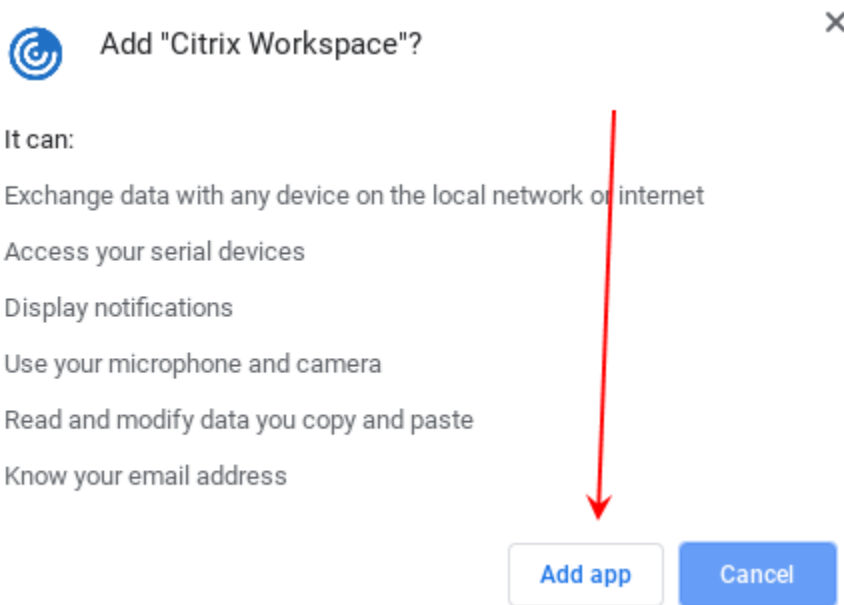 Add "Citrix Workspace"?
It can:
Exchange data with any device on the local network or internet
Access your serial devices
Display notifications
Use your microphone and camera
Read and modify data you copy and paste
Know your email address
Add app
Cancel